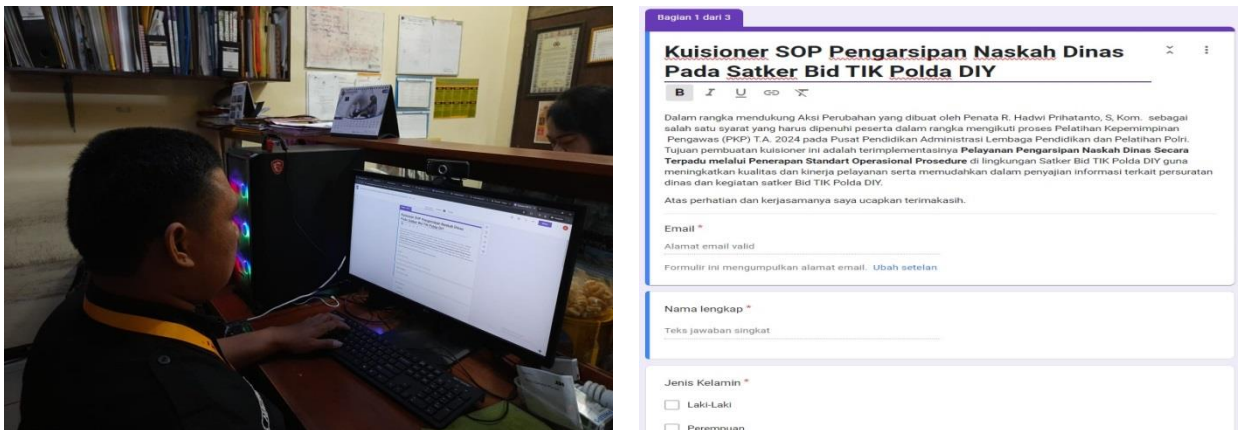 Bagian 1 dari 3
Kuisioner SOP Pengarsipan Naskah Dinas
Pada Satker Bid TIK Polda DIY
B I U
Dalam rangka mendukung Aksi Perubahan yang dibuat oleh Penata R. Hadwi Prihatanto, S, Kom. sebagai
salah satu syarat yang harus dipenuhi peserta dalam rangka mengikuti proses Pelatihan Kepemimpinan
Pengawas (PKP) T.A. 2024 pada Pusat Pendidikan Administrasi Lembaga Pendidikan dan Pelatihan Polri.
Tujuan pembuatan kuisioner ini adalah terimplementasinya Pelayanan Pengarsipan Naskah Dinas Secara
Terpadu melalui Penerapan Standart Operasional Prosedure di lingkungan Satker Bid TIK Polda DIY guna
meningkatkan kualitas dan kinerja pelayanan serta memudahkan dalam penyajian informasi terkait persuratan
dinas dan kegiatan satker Bid TIK Polda DIY.
Atas perhatian dan kerjasamanya saya ucapkan terimakasih.
Email *
Alamat email valid
Formulir ini mengumpulkan alamat email. Ubah setelan
Nama lengkap *
Teks jawaban singkat
Jenis Kelamin *
Laki-Laki
Perempuan